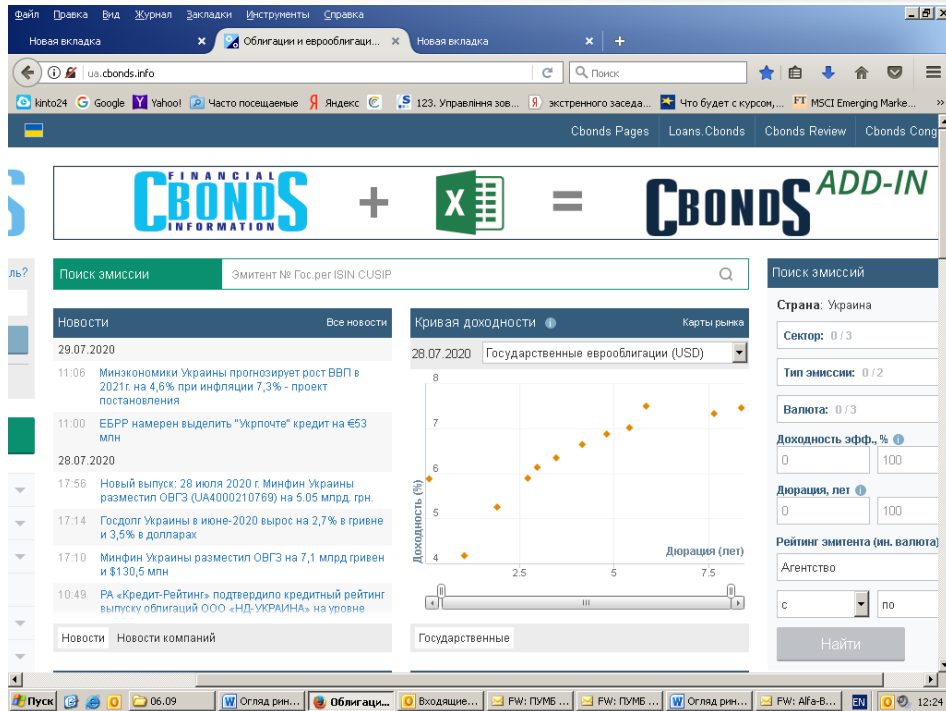 Файл Правка Вид Журнал Закладки Инструменты Справка
Новая вкладка × Облигации и еврооблигаци... × Новая вкладка × +
ua.cbonds.info Поиск
kinto24 Google Yahoo! Часто посещаемые Яндекс 123. Управління зов... экстренного заседа... Что будет с курсом,... FT MSCI Emerging Marke... »
Cbonds Pages Loans.Cbonds Cbonds Review Cbonds Cong
FINANCIAL
CBONDS + X = CBONDS ADD-IN
INFORMATION
ль?
Поиск эмиссии Эмитент № Гос.рег ISIN CUSIP
Поиск эмиссий
Страна: Украина
Сектор: 0 / 3
Тип эмиссии: 0 / 2
Валюта: 0 / 3
Доходность эфф., %
0 100
Дюрация, лет
0 100
Рейтинг эмитента (ин. валюта)
Агентство
с по
Найти
Новости Все новости
29.07.2020
11:06 Минэкономики Украины прогнозирует рост ВВП в
2021г. на 4,6% при инфляции 7,3% - проект
постановления
11:00 ЕБРР намерен выделить "Укрпочте" кредит на €53
млн
28.07.2020
17:56 Новый выпуск: 28 июля 2020 г. Минфин Украины
разместил ОВГЗ (UA4000210769) на 5.05 млрд. грн.
17:14 Госдолг Украины в июне-2020 вырос на 2,7% в гривне
и 3,5% в долларах
17:10 Минфин Украины разместил ОВГЗ на 7,1 млрд гривен
и $130,5 млн
10:49 РА «Кредит-Рейтинг» подтвердило кредитный рейтинг
выпуску облигаций ООО «НД-УКРАИНА» на уровне
Новости Новости компаний
Кривая доходности Карты рынка
28.07.2020 Государственные еврооблигации (USD)
8
7
6
5
4
Доходность (%)
Дюрация (лет)
2.5 5 7.5
Государственные
Пуск 06.09 Огляд рин... Облигаци... Входящие... FW: ПУМБ ... FW: ПУМБ ... Огляд рин... FW: Alfa-B... EN 12:24